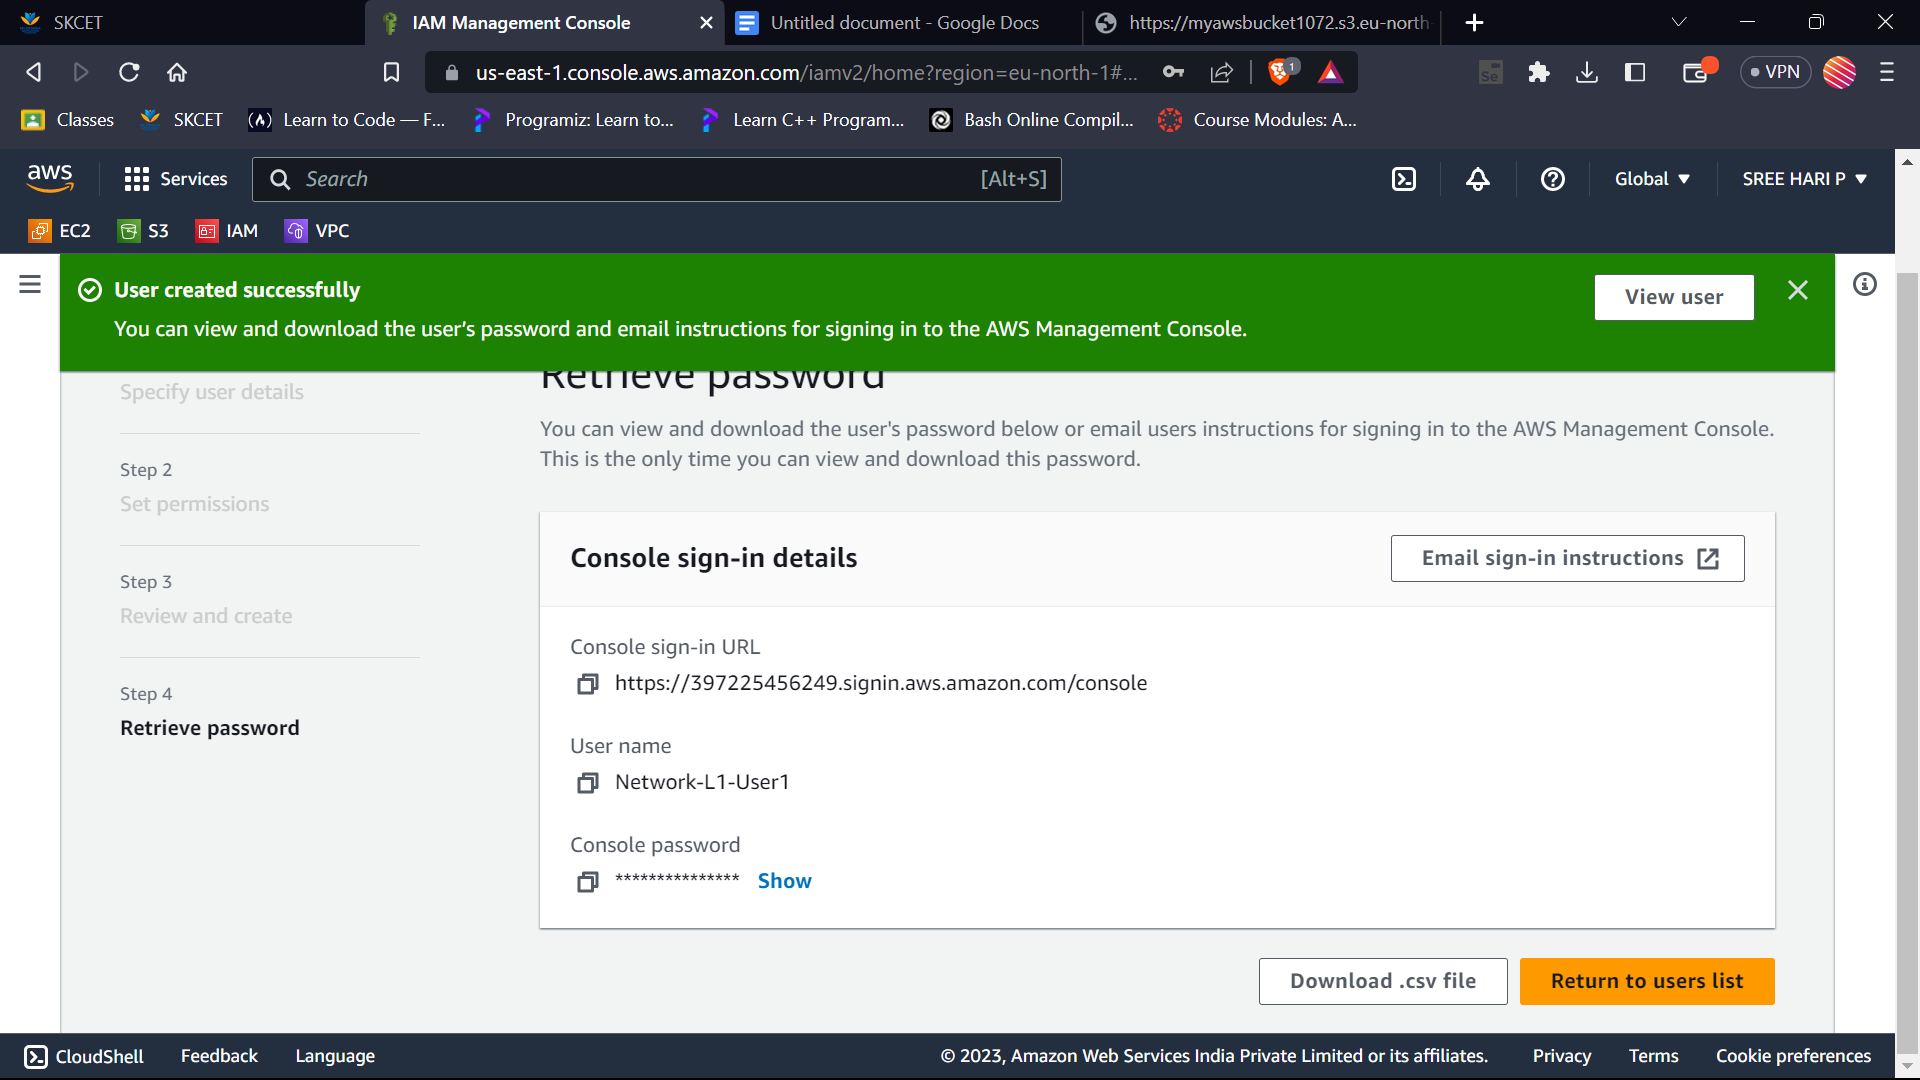 SKCET
IAM Management Console
Untitled document - Google Docs
https://myawsbucket1072.s3.eu-north-
us-east-1.console.aws.amazon.com/iamv2/home?region=eu-north-1#...
1
Se
VPN
Classes
SKCET
Learn to Code — F...
Programiz: Learn to...
Learn C++ Program...
Bash Online Compil...
Course Modules: A...
aws
Services
Search
[Alt+S]
Global
SREE HARI P
EC2
S3
IAM
VPC
User created successfully
You can view and download the user's password and email instructions for signing in to the AWS Management Console.
View user
Specify user details
Step 2
Set permissions
Step 3
Review and create
Step 4
Retrieve password
Retrieve password
You can view and download the user's password below or email users instructions for signing in to the AWS Management Console.
This is the only time you can view and download this password.
Console sign-in details
Email sign-in instructions
Console sign-in URL
https://397225456249.signin.aws.amazon.com/console
User name
Network-L1-User1
Console password
*************** Show
Download .csv file
Return to users list
CloudShell
Feedback
Language
© 2023, Amazon Web Services India Private Limited or its affiliates.
Privacy
Terms
Cookie preferences